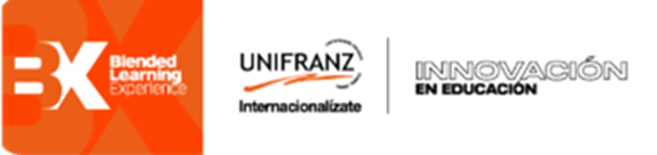 BX
Blended
Learning
Experience
UNIFRANZ
Internacionalízate
INNOVACIÓN
EN EDUCACIÓN